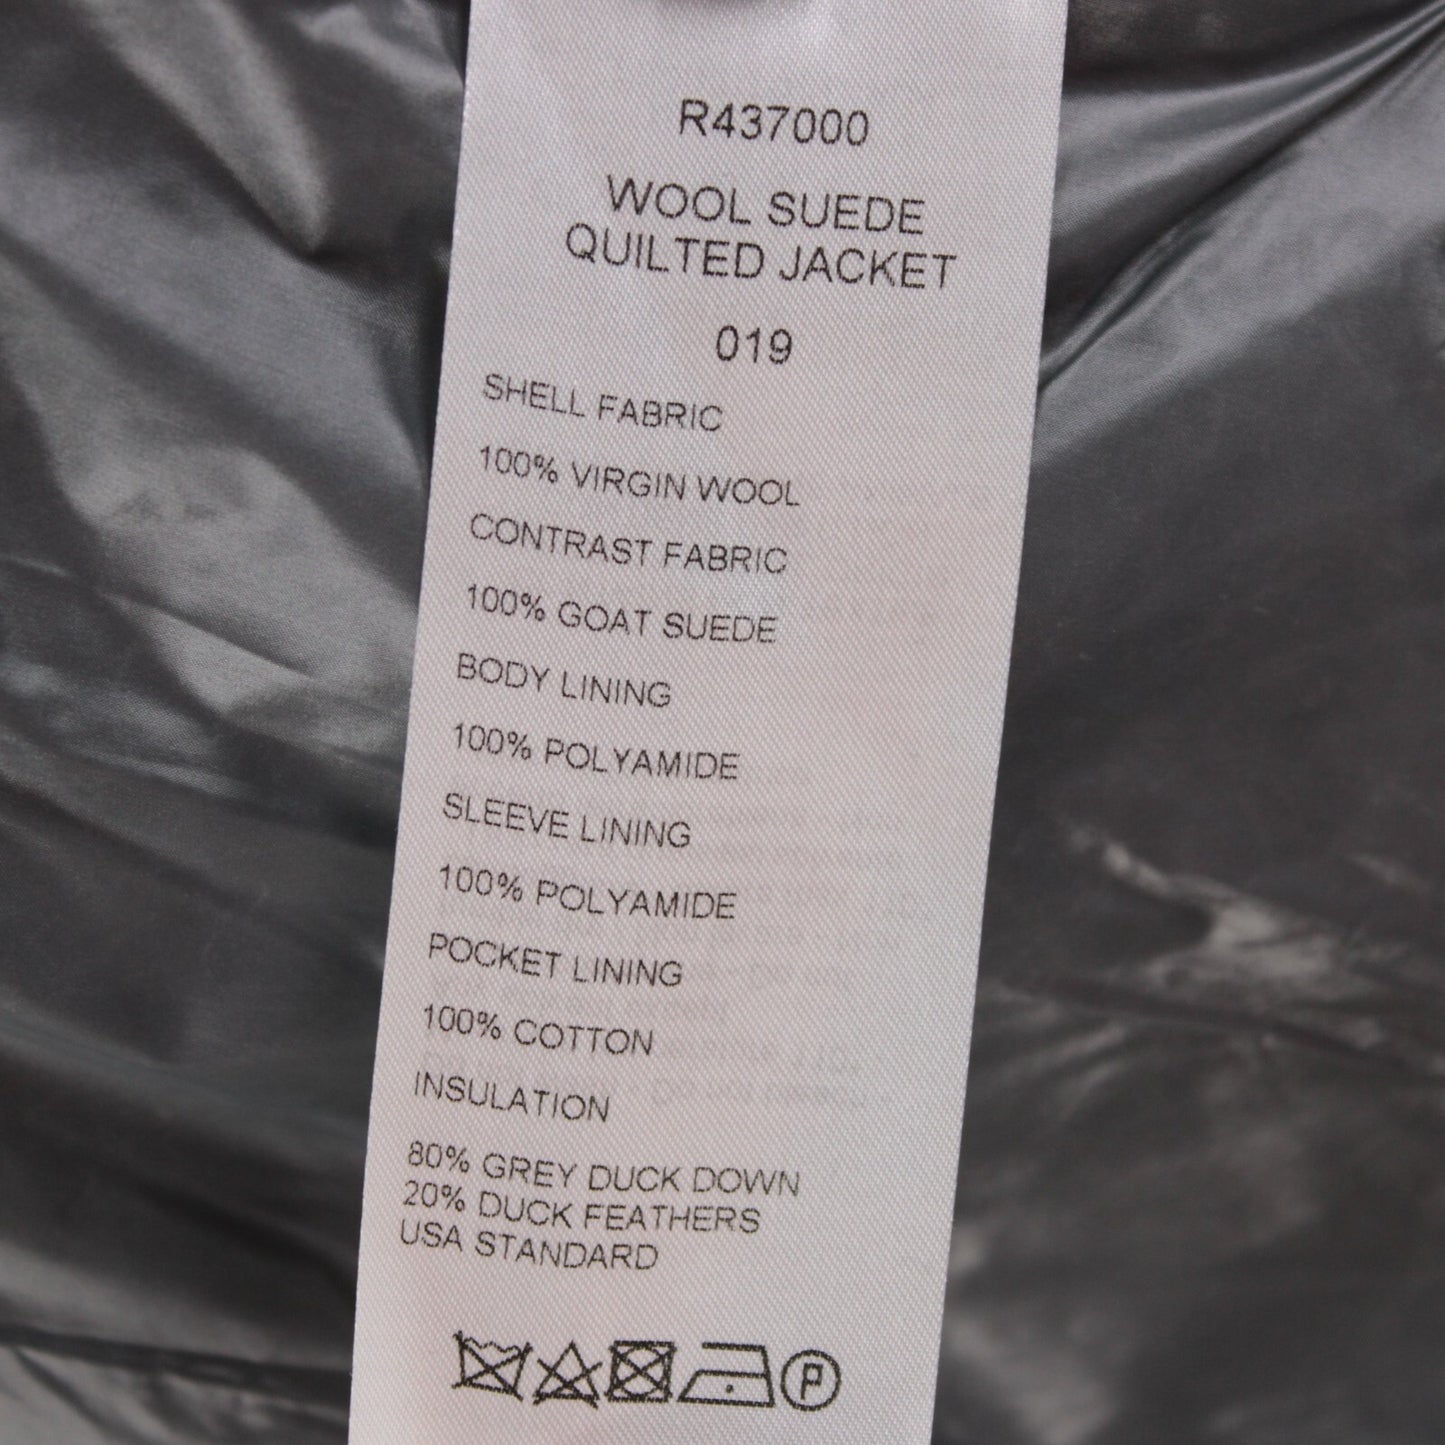 R437000
WOOL SUEDE
QUILTED JACKET
019
SHELL FABRIC
100% VIRGIN WOOL
CONTRAST FABRIC
100% GOAT SUEDE
BODY LINING
100% POLYAMIDE
SLEEVE LINING
100% POLYAMIDE
POCKET LINING
100% COTTON
INSULATION
80% GREY DUCK DOWN
20% DUCK FEATHERS
USA STANDARD
P